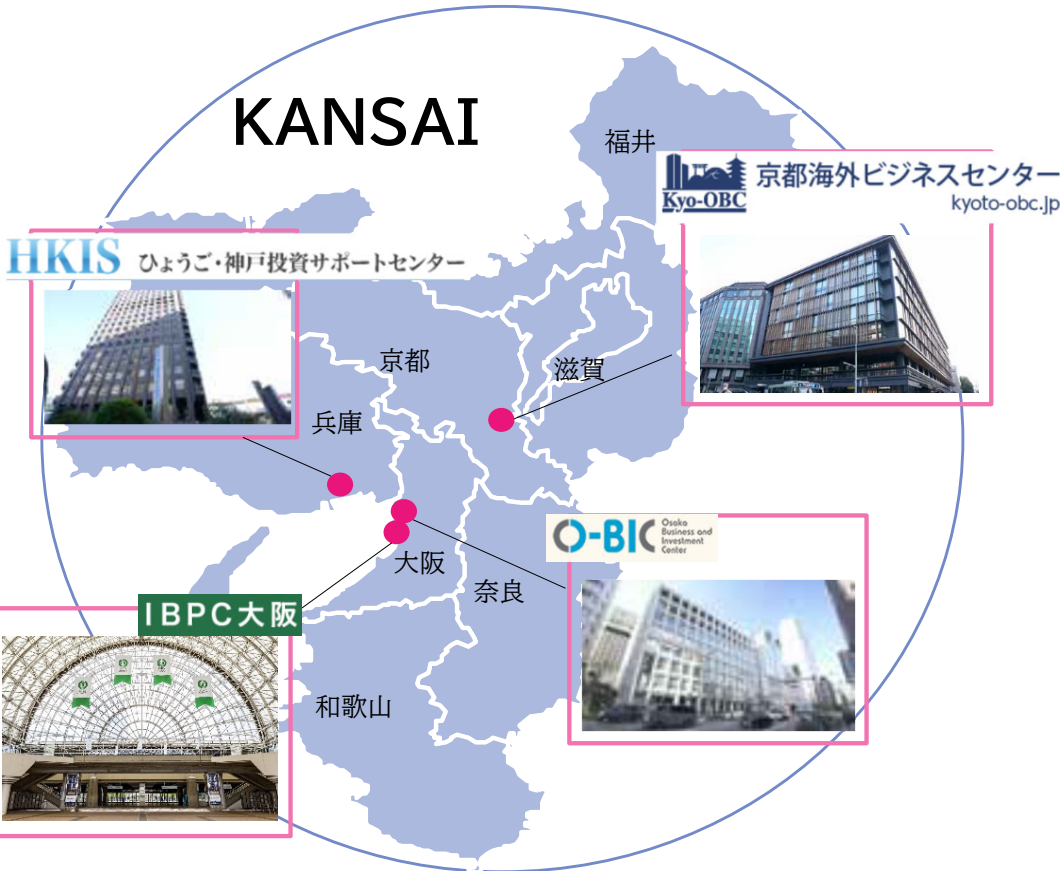 KANSAI
福井
Kyo-OBC
京都海外ビジネスセンター
kyoto-obc.jp
HKIS ひょうご・神戸投資サポートセンター
京都
滋賀
兵庫
O-BIC
Osaka
Business and
Investment
Center
大阪
奈良
IBPC大阪
和歌山